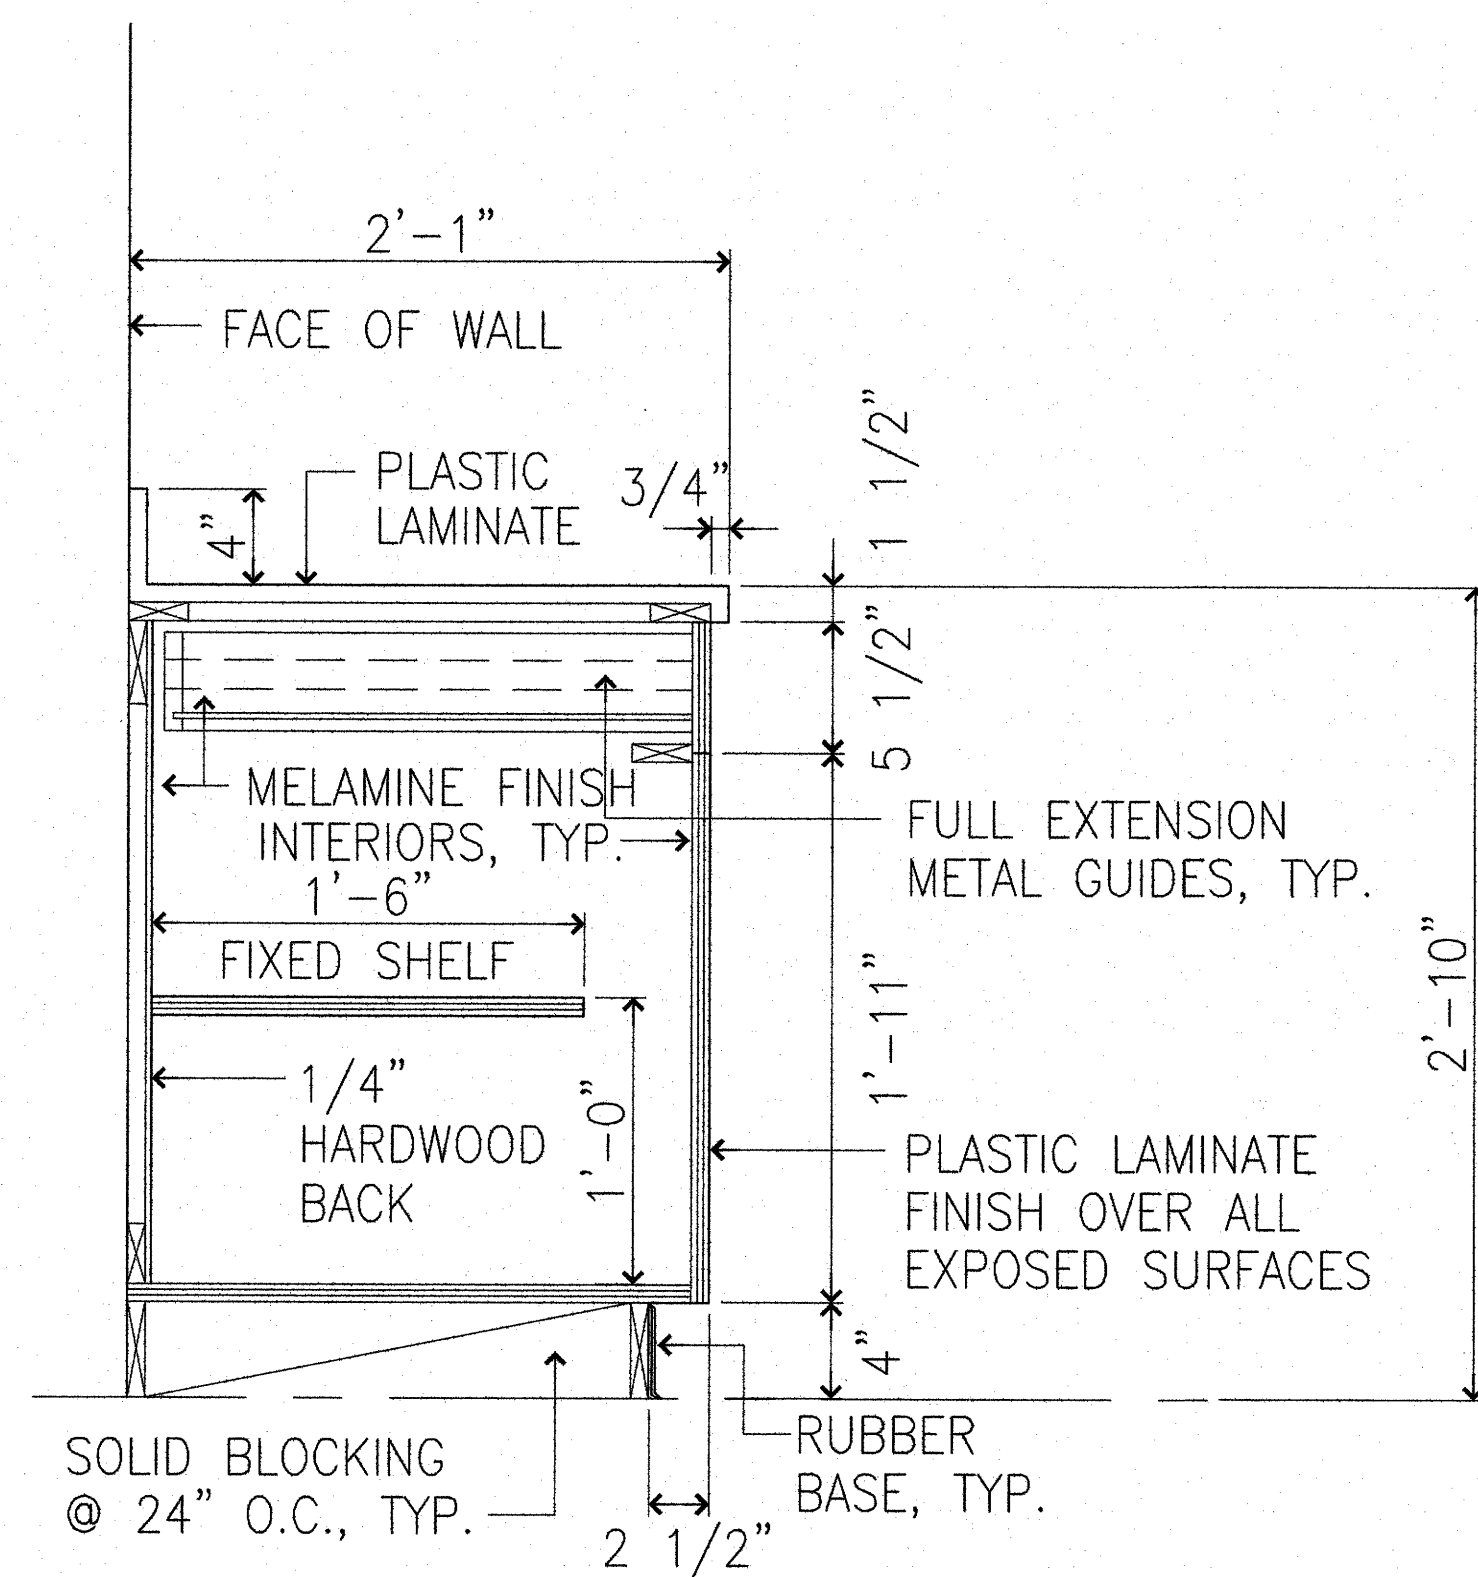 2'-1"
FACE OF WALL
PLASTIC
LAMINATE
3/4"
4"
1 1/2"
5 1/2"
MELAMINE FINISH
INTERIORS, TYP.
FULL EXTENSION
METAL GUIDES, TYP.
1'-6"
FIXED SHELF
1'-11"
2'-10"
1/4"
HARDWOOD
BACK
1'-0"
PLASTIC LAMINATE
FINISH OVER ALL
EXPOSED SURFACES
4"
SOLID BLOCKING
@ 24" O.C., TYP.
RUBBER
BASE, TYP.
2 1/2"